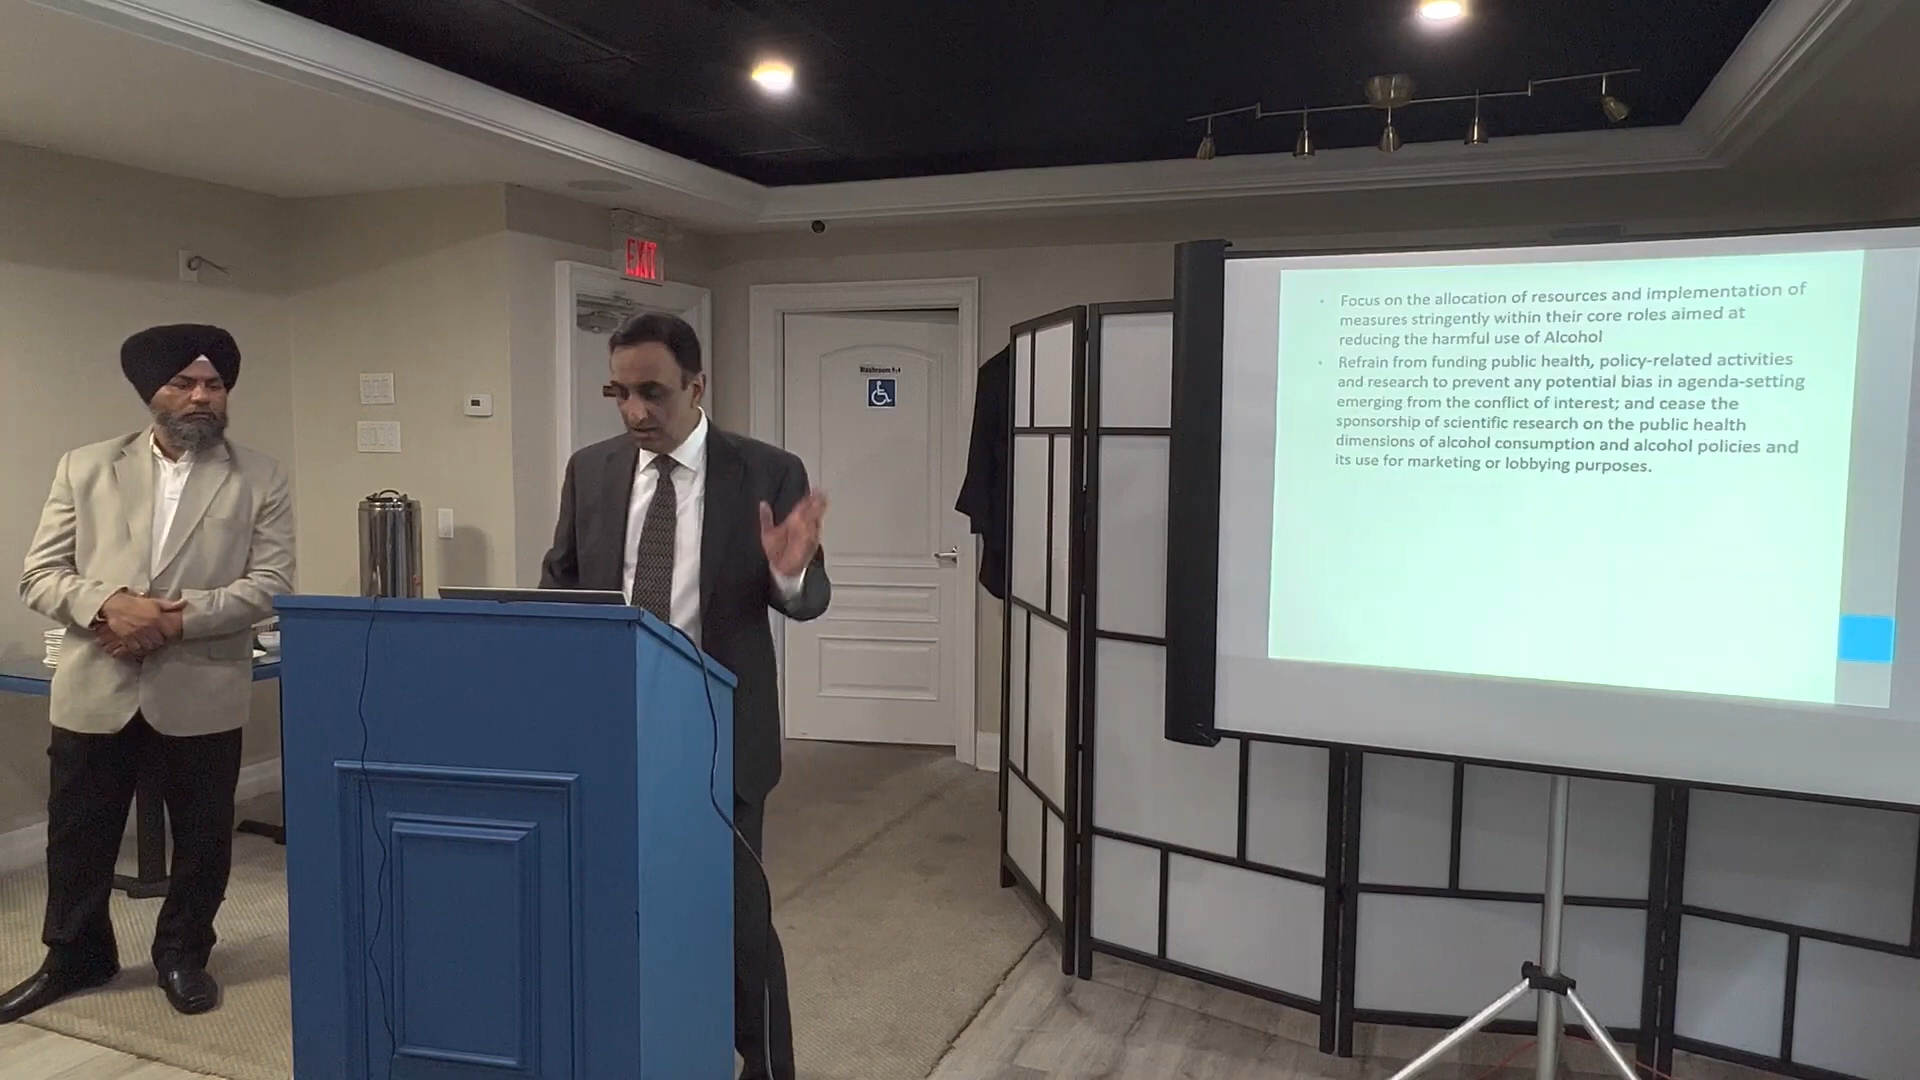 EXIT
Washroom
• Focus on the allocation of resources and implementation of
measures stringently within their core roles aimed at
reducing the harmful use of Alcohol
• Refrain from funding public health, policy-related activities
and research to prevent any potential bias in agenda-setting
emerging from the conflict of interest; and cease the
sponsorship of scientific research on the public health
dimensions of alcohol consumption and alcohol policies and
its use for marketing or lobbying purposes.